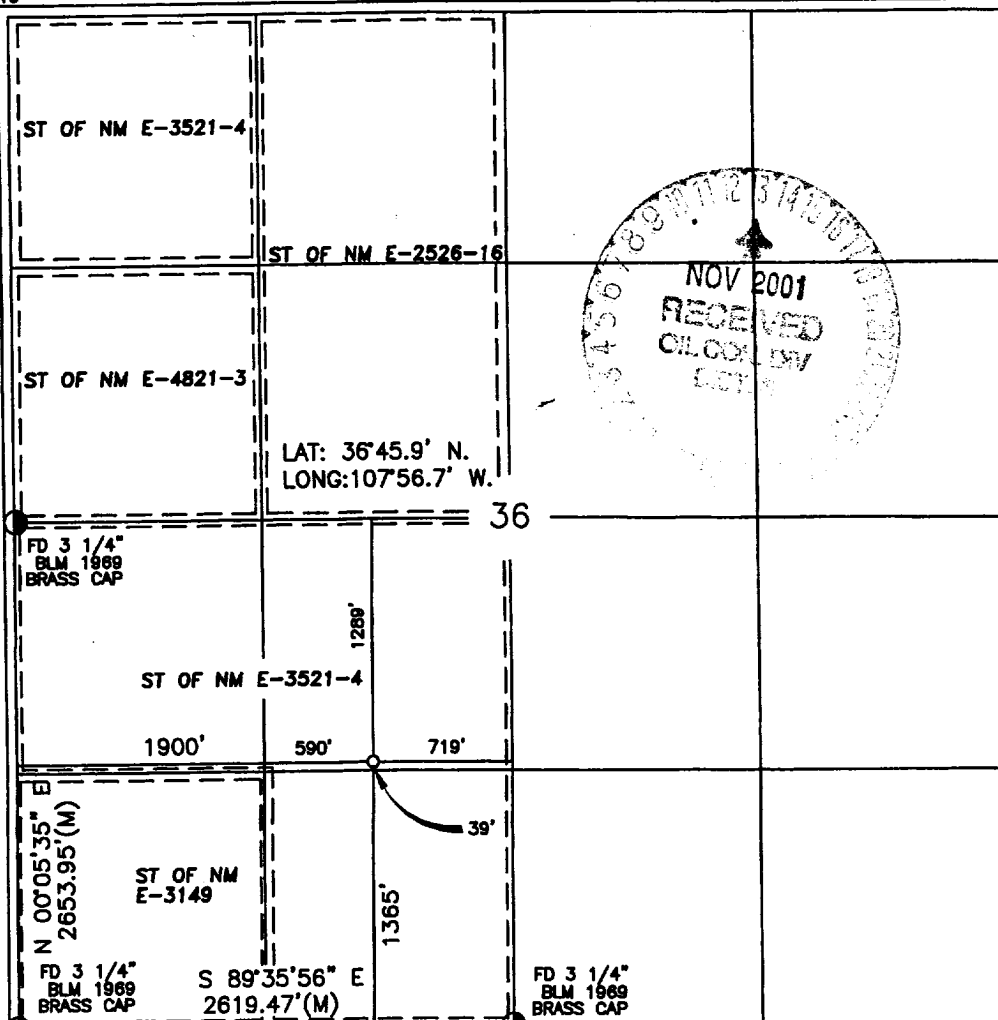 ST OF NM E-3521-4
ST OF NM E-2526-16
NOV 2001
RECEIVED
OIL CON. DIV
ST OF NM E-4821-3
LAT: 36°45.9' N.
LONG:107°56.7' W.
36
FD 3 1/4"
BLM 1969
BRASS CAP
1289'
ST OF NM E-3521-4
1900'
590'
719'
39'
N 00°05'35" E
2653.95'(M)
ST OF NM
E-3149
1365'
FD 3 1/4"
BLM 1969
BRASS CAP
S 89°35'56" E
2619.47'(M)
FD 3 1/4"
BLM 1969
BRASS CAP